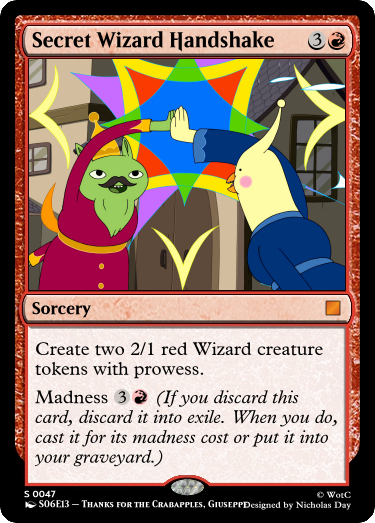 Secret Wizard Handshake 3
Sorcery
Create two 2/1 red Wizard creature
tokens with prowess.
Madness 3 (If you discard this
card, discard it into exile. When you do,
cast it for its madness cost or put it into
your graveyard.)
S 0047 © WotC
S06E13 — Thanks for the Crabapples, Giuseppe Designed by Nicholas Day